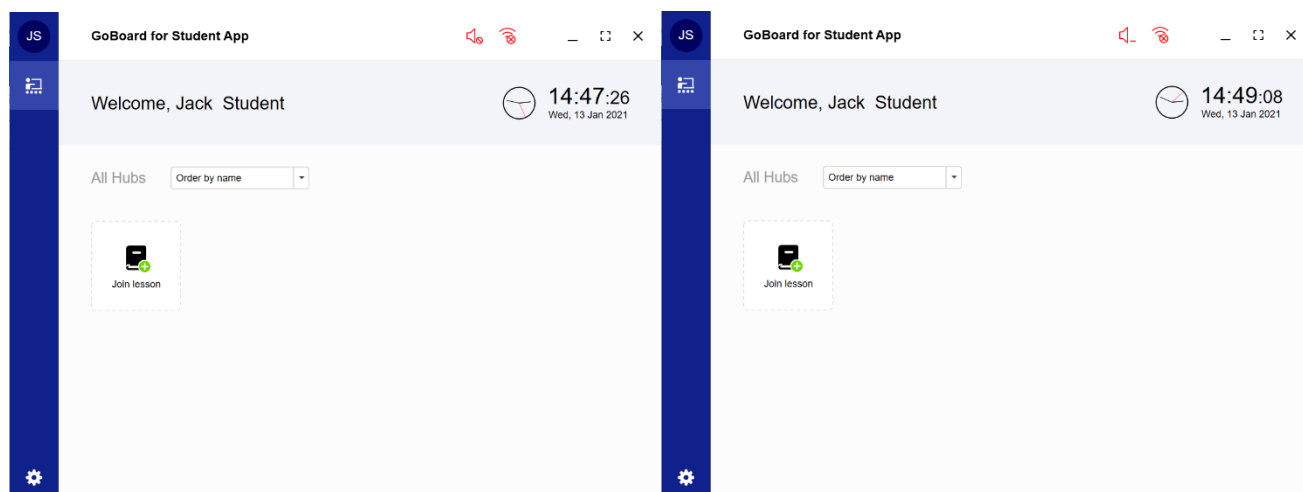 JS
GoBoard for Student App
Welcome, Jack Student
14:47:26
Wed, 13 Jan 2021
All Hubs
Order by name
Join lesson
JS
GoBoard for Student App
Welcome, Jack Student
14:49:08
Wed, 13 Jan 2021
All Hubs
Order by name
Join lesson